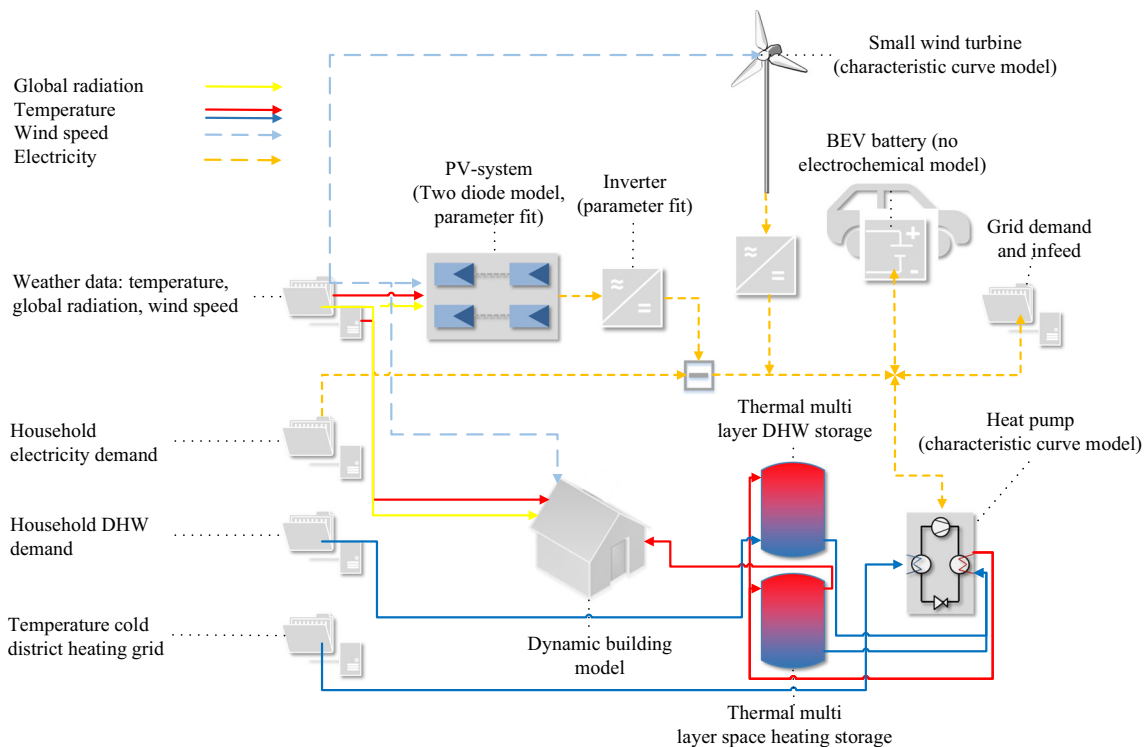 Small wind turbine
(characteristic curve model)
Global radiation
Temperature
Wind speed
Electricity
BEV battery (no
electrochemical model)
PV-system
(Two diode model,
parameter fit)
Inverter
(parameter fit)
Grid demand
and infeed
Weather data: temperature,
global radiation, wind speed
Household
electricity demand
Thermal multi
layer DHW storage
Heat pump
(characteristic curve model)
Household DHW
demand
Temperature cold
district heating grid
Dynamic building
model
Thermal multi
layer space heating storage